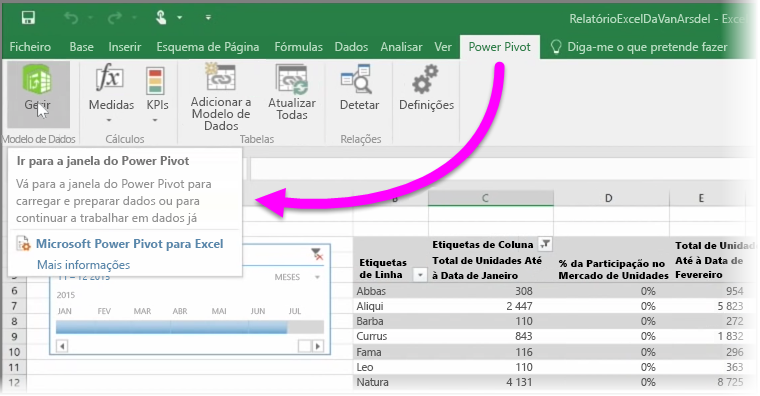 RelatórioExcelDaVanArsdel - Exce
Ficheiro Base Inserir Esquema de Página Fórmulas Dados Analisar Ver Power Pivot Diga-me o que pretende fazer
Gerir Medidas KPIs Adicionar a Modelo de Dados Atualizar Todas Detetar Definições
Modelo de Dados Cálculos Tabelas Relações
Ir para a janela do Power Pivot
Vá para a janela do Power Pivot para
carregar e preparar dados ou para
continuar a trabalhar em dados já
Microsoft Power Pivot para Excel
Mais informações
B C D E
Etiquetas de Coluna
Etiquetas de Linha Total de Unidades Até à Data de Janeiro % da Participação no Mercado de Unidades Total de Unidad Até à Data de Fevereiro
2015 MESES
2015
JAN FEV MAR ABR MAI JUN JUL
6 Abbas 308 0% 954
7 Aliqui 2 447 0% 5 823
8 Barba 110 0% 272
9 Currus 843 0% 1 832
10 Fama 116 0% 296
11 Leo 110 0% 363
12 Natura 4 131 0% 8 725